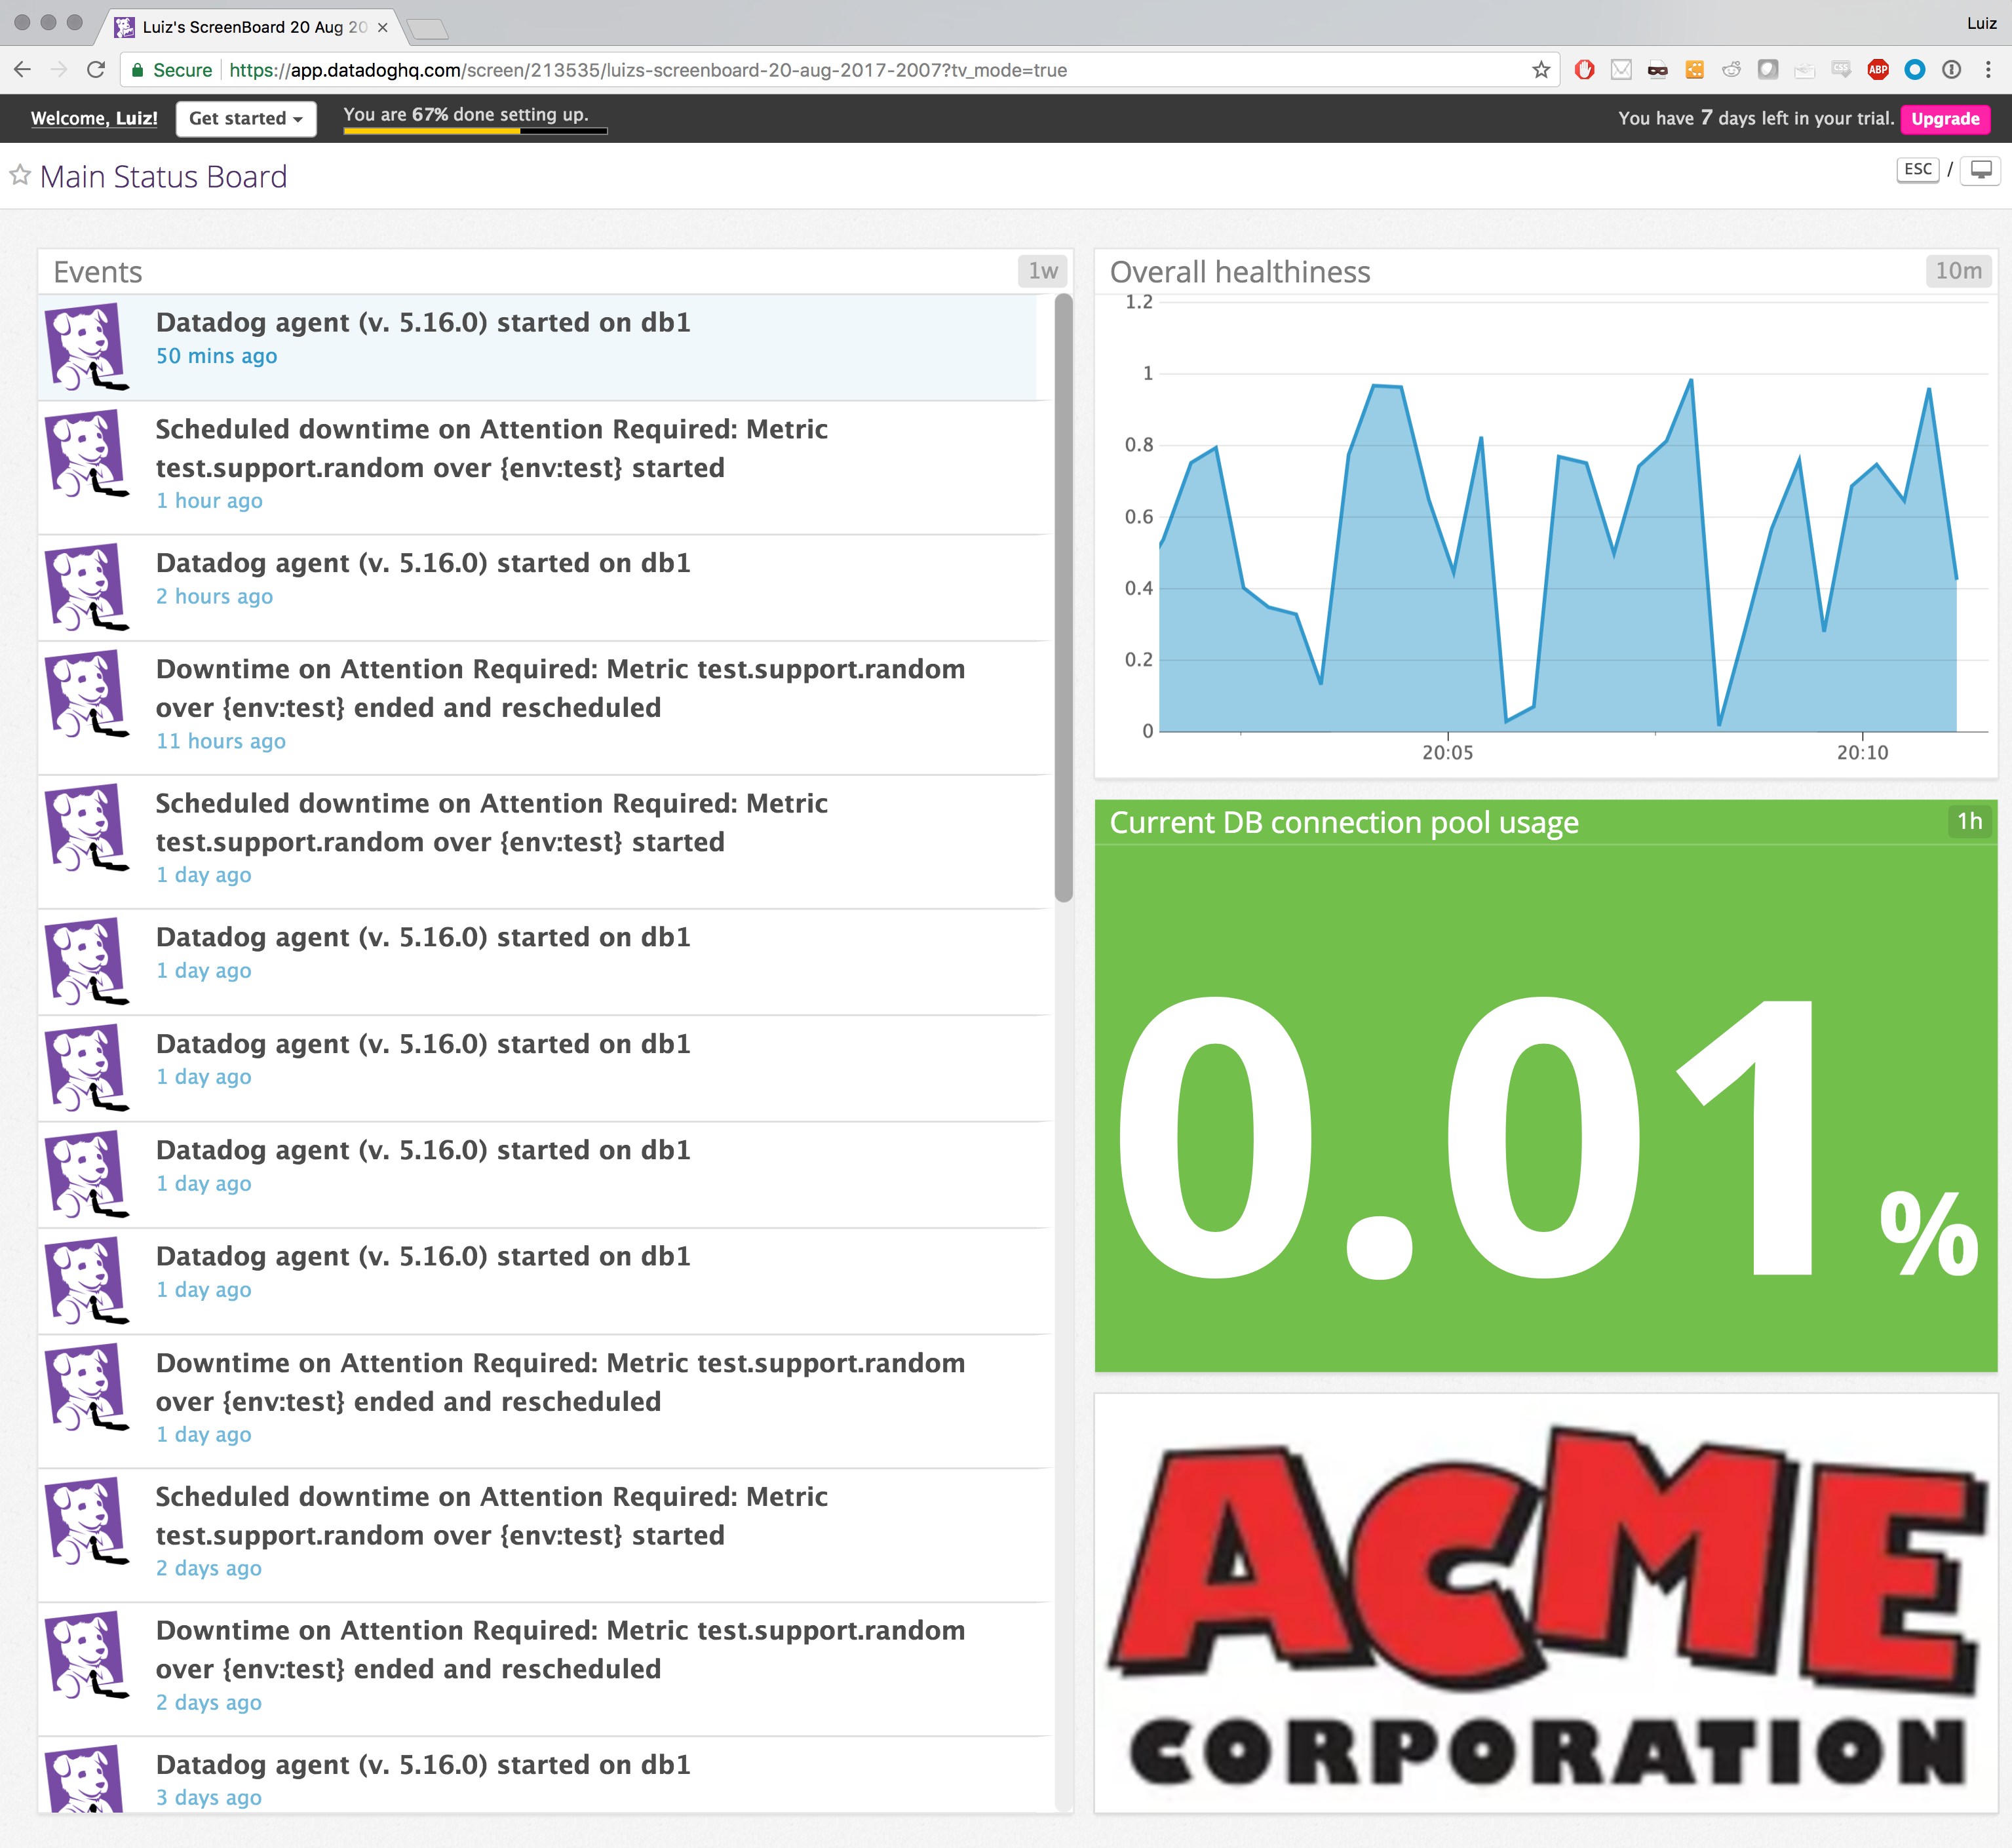 Luiz's ScreenBoard 20 Aug 20
Luiz
Secure https://app.datadoghq.com/screen/213535/luizs-screenboard-20-aug-2017-2007?tv_mode=true
ABP
CSS
Welcome, Luiz! Get started You are 67% done setting up. You have 7 days left in your trial. Upgrade
Main Status Board ESC /
Events 1w
Datadog agent (v. 5.16.0) started on db1
50 mins ago
Scheduled downtime on Attention Required: Metric
test.support.random over {env:test} started
1 hour ago
Datadog agent (v. 5.16.0) started on db1
2 hours ago
Downtime on Attention Required: Metric test.support.random
over {env:test} ended and rescheduled
11 hours ago
Scheduled downtime on Attention Required: Metric
test.support.random over {env:test} started
1 day ago
Datadog agent (v. 5.16.0) started on db1
1 day ago
Datadog agent (v. 5.16.0) started on db1
1 day ago
Datadog agent (v. 5.16.0) started on db1
1 day ago
Datadog agent (v. 5.16.0) started on db1
1 day ago
Downtime on Attention Required: Metric test.support.random
over {env:test} ended and rescheduled
1 day ago
Scheduled downtime on Attention Required: Metric
test.support.random over {env:test} started
2 days ago
Downtime on Attention Required: Metric test.support.random
over {env:test} ended and rescheduled
2 days ago
Datadog agent (v. 5.16.0) started on db1
3 days ago
Overall healthiness 10m
1.2
1
0.8
0.6
0.4
0.2
0
20:05 20:10
Current DB connection pool usage 1h
0.01 %
ACME
CORPORATION